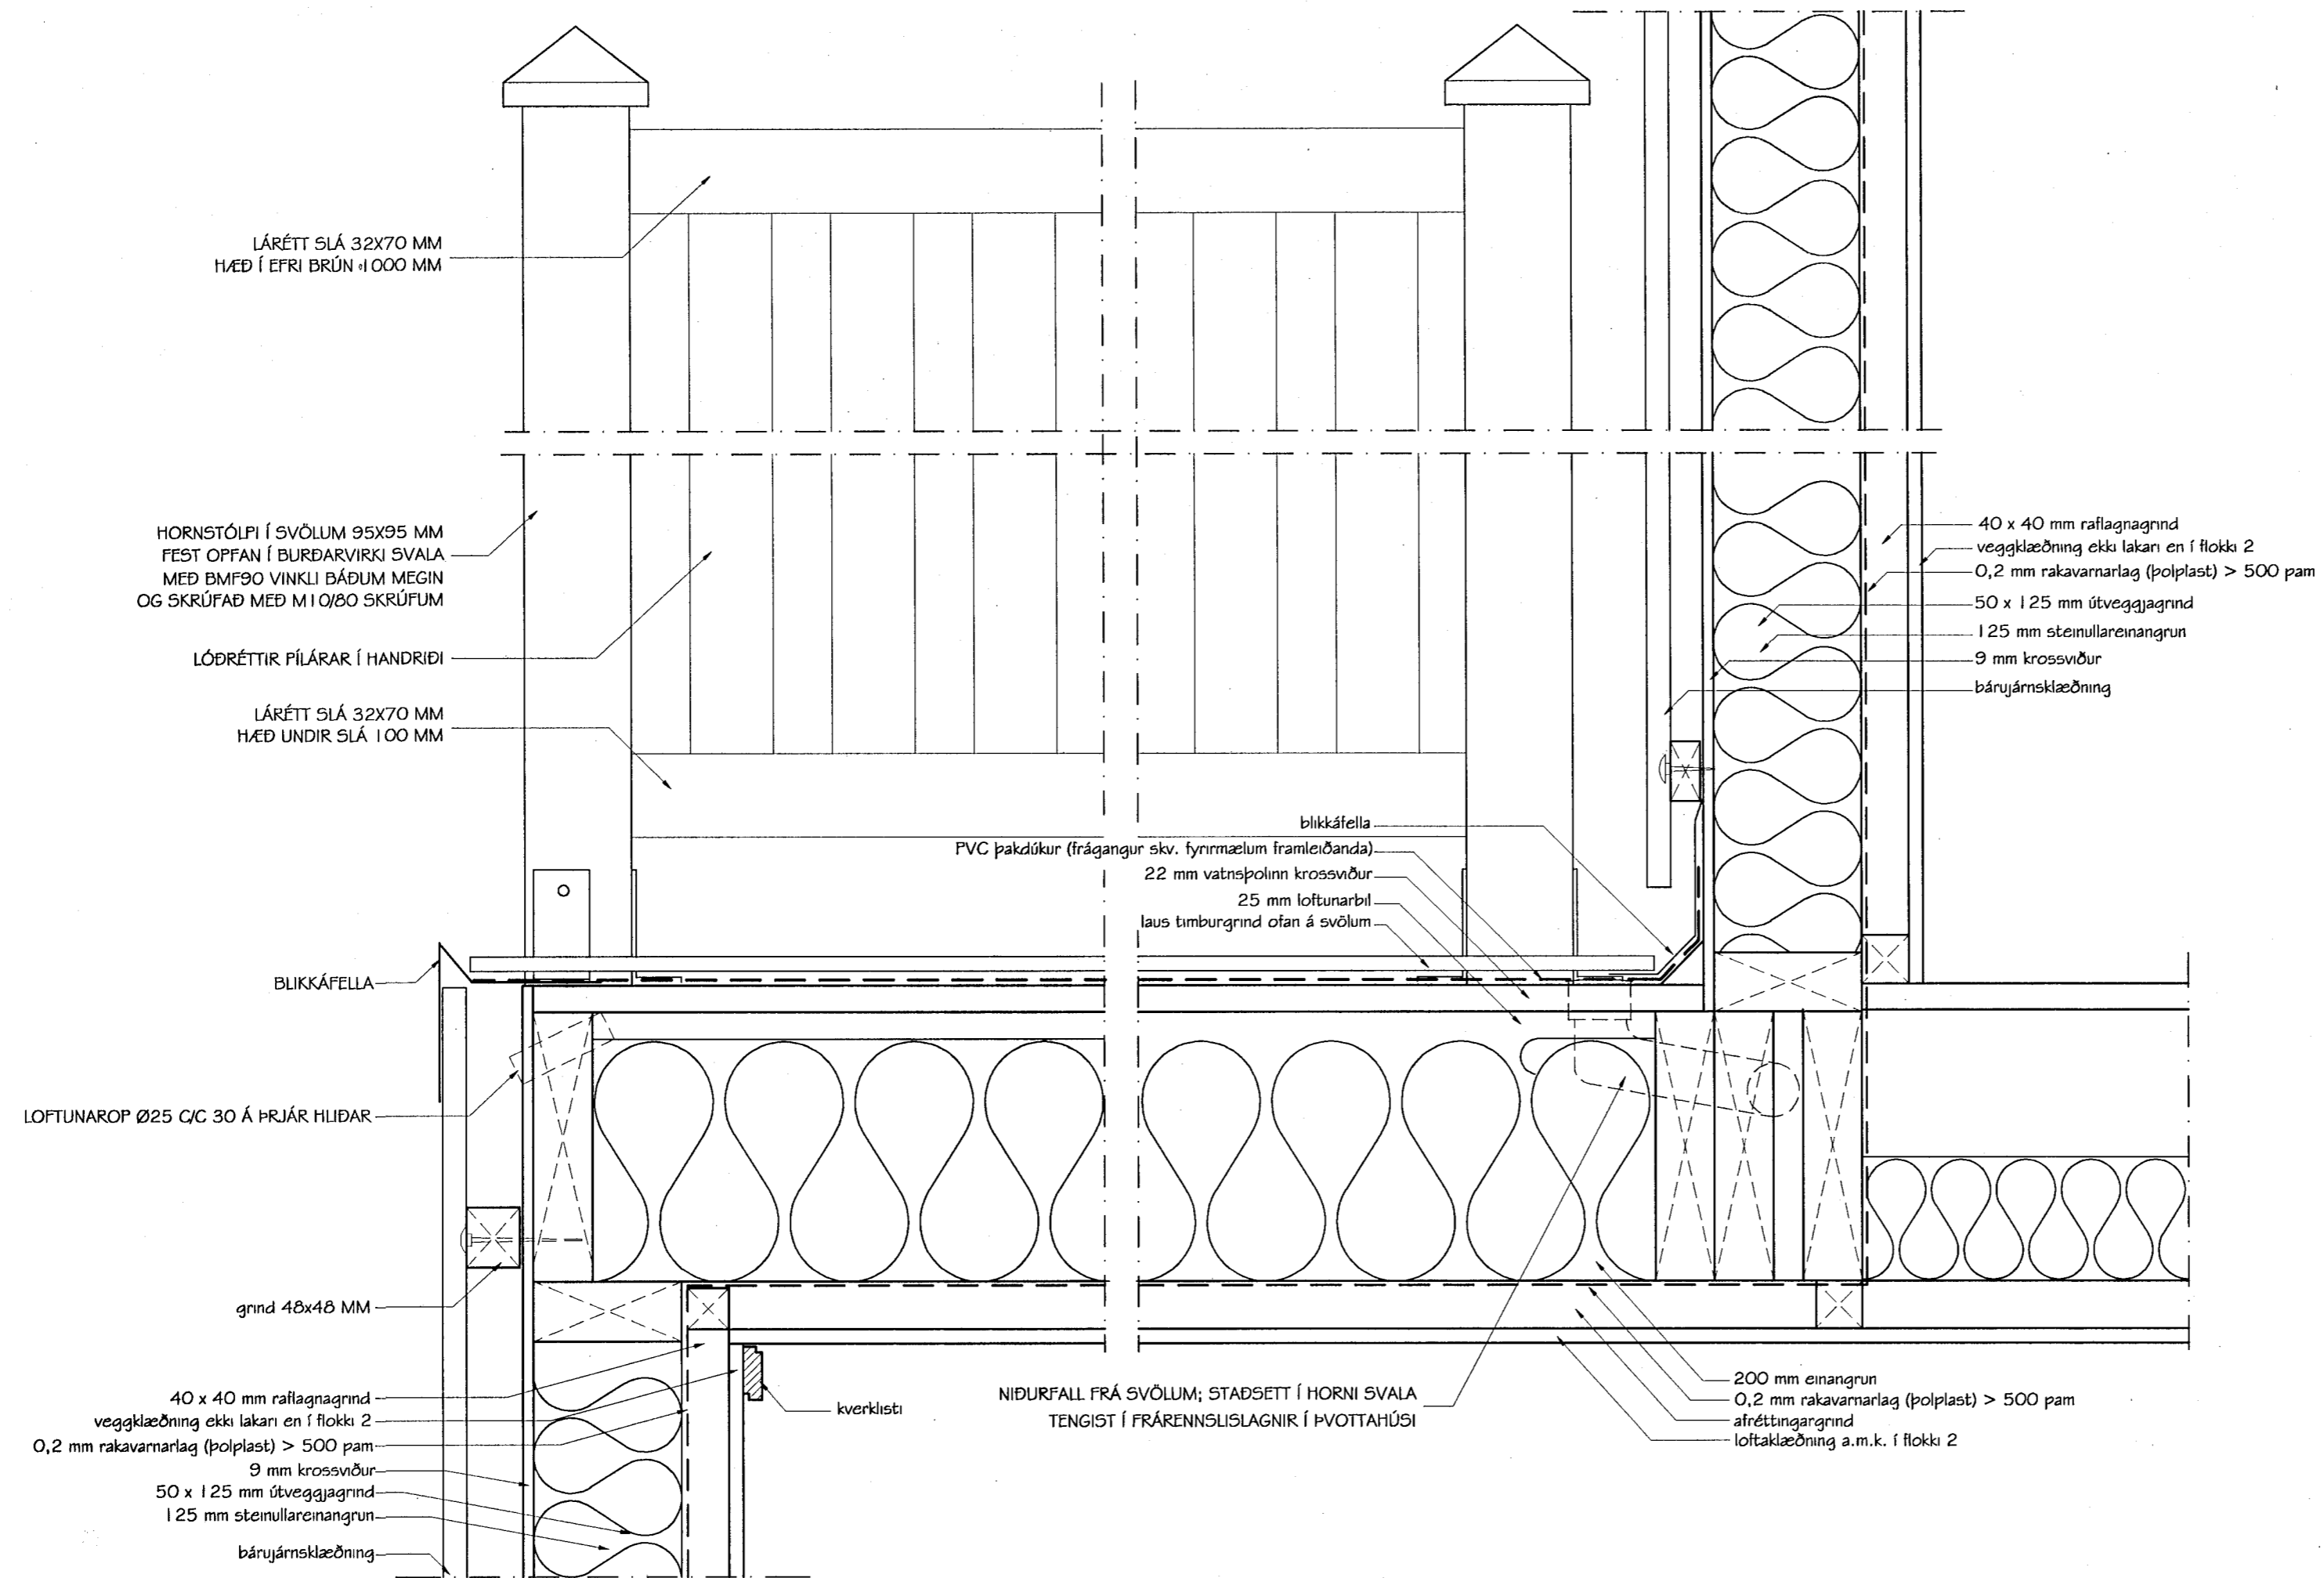 LÁRÉTT SLÁ 32X70 MM
HÆÐ Í EFRI BRÚN 1000 MM
HORNSTÓLPI Í SVÖLUM 95X95 MM
FEST OPFAN Í BURÐARVIRKI SVALA
MEÐ BMF90 VINKLI BÁÐUM MEGIN
OG SKRÚFAÐ MEÐ M10/80 SKRÚFUM
LÓÐRÉTTIR PÍLÁRAR Í HANDRIÐI
LÁRÉTT SLÁ 32X70 MM
HÆÐ UNDIR SLÁ 100 MM
BLIKKÁFELLA
LOFTUNAROP Ø25 C/C 30 Á ÞRJÁR HLIÐAR
grind 48x48 MM
40 x 40 mm raflagnagrind
veggklæðning ekki lakari en í flokki 2
0,2 mm rakavarnarlag (þolplast) > 500 pam
9 mm krossviður
50 x 125 mm útveggjagrind
125 mm steinullareinangrun
bárujárnsklæðning
kverklisti
blikkáfella
PVC þakdúkur (frágangur skv. fyrirmælum framleiðanda)
22 mm vatnsþolinn krossviður
25 mm loftunarbil
laus timburgrind ofan á svölum
NIÐURFALL FRÁ SVÖLUM; STAÐSETT Í HORNI SVALA
TENGIST Í FRÁRENNSLISLAGNIR Í ÞVOTTAHÚSI
40 x 40 mm raflagnagrind
veggklæðning ekki lakari en í flokki 2
0,2 mm rakavarnarlag (þolplast) > 500 pam
50 x 125 mm útveggjagrind
125 mm steinullareinangrun
9 mm krossviður
bárujárnsklæðning
200 mm einangrun
0,2 mm rakavarnarlag (þolplast) > 500 pam
afréttingargrind
loftaklæðning a.m.k. í flokki 2